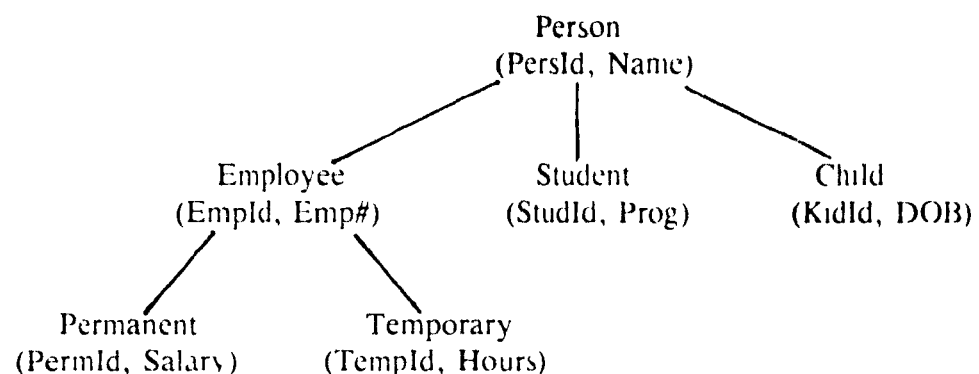 Person
(PersId, Name)
Employee Student Child
(EmpId, Emp#) (StudId, Prog) (KidId, DOB)
Permanent Temporary
(PermId, Salary) (TempId, Hours)